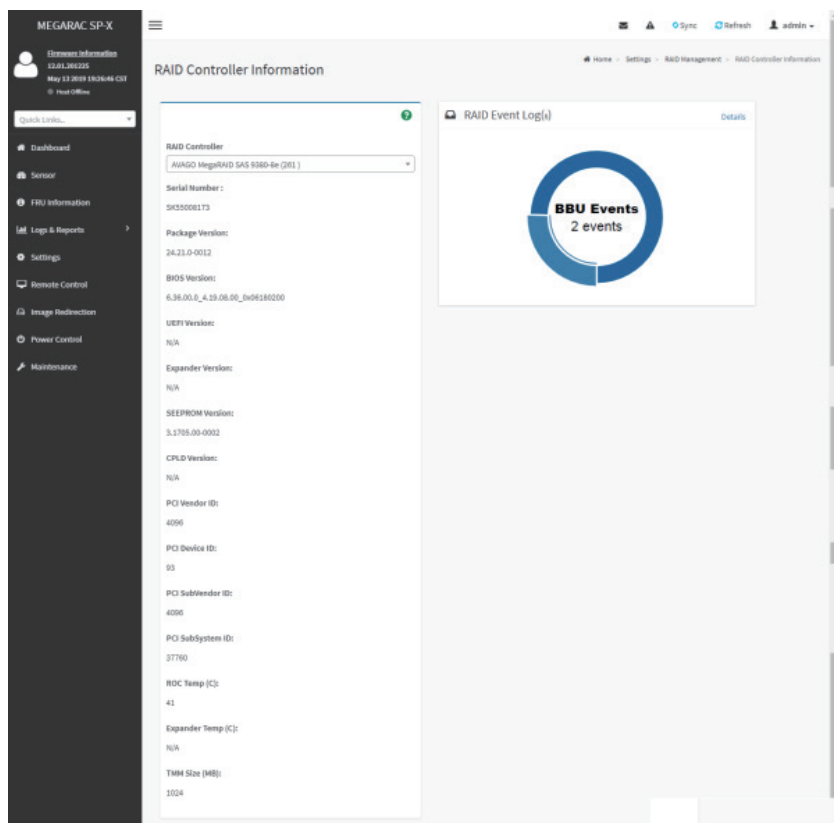 MEGARAC SP-X
Firmware Information
12.01.301235
May 13 2019 19:26:46 CST
Host Offline
Quick Links...
Dashboard
Sensor
FRU Information
Logs & Reports
Settings
Remote Control
Image Redirection
Power Control
Maintenance
Sync
Refresh
admin
RAID Controller Information
Home
Settings
RAID Management
RAID Controller Information
RAID Controller
AVAGO MegaRAID SAS 9380-8e (261 )
Serial Number :
SK55008173
Package Version:
24.21.0-0012
BIOS Version:
6.36.00.0_4.19.08.00_0x06180200
UEFI Version:
N/A
Expander Version:
N/A
SEEPROM Version:
3.1705.00-0002
CPLD Version:
N/A
PCI Vendor ID:
4096
PCI Device ID:
93
PCI SubVendor ID:
4096
PCI SubSystem ID:
37760
ROC Temp (C):
41
Expander Temp (C):
N/A
TMM Size (MB):
1024
RAID Event Log(s)
Details
BBU Events
2 events